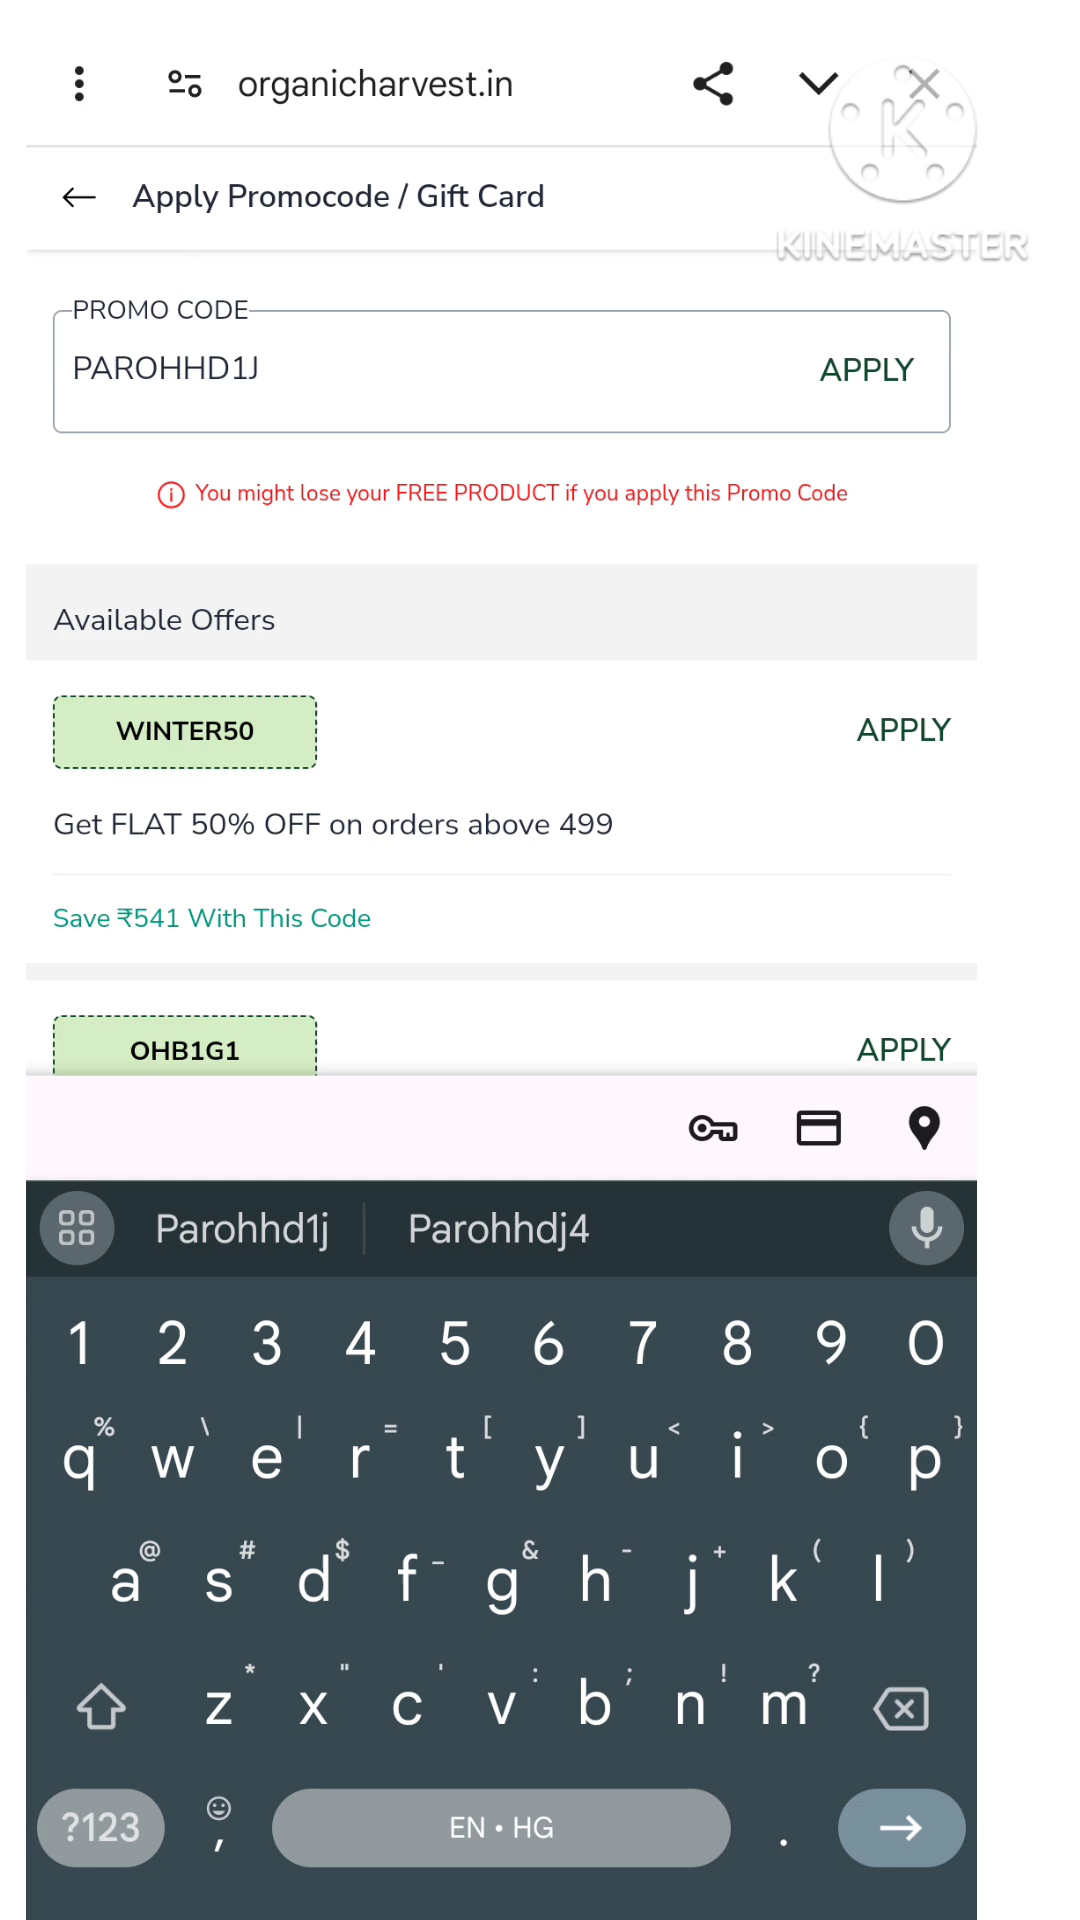 organicharvest.in
K
KINEMASTER
Apply Promocode / Gift Card
PROMO CODE
PAROHHD1J
APPLY
You might lose your FREE PRODUCT if you apply this Promo Code
Available Offers
WINTER50
APPLY
Get FLAT 50% OFF on orders above 499
Save ₹541 With This Code
OHB1G1
APPLY
Parohhd1j Parohhdj4
1 2 3 4 5 6 7 8 9 0
% \ | = [ ] < > { }
q w e r t y u i o p
@ # $ _ & - + ( )
a s d f g h j k l
* " ' : ; ! ?
z x c v b n m
?123 , EN • HG .